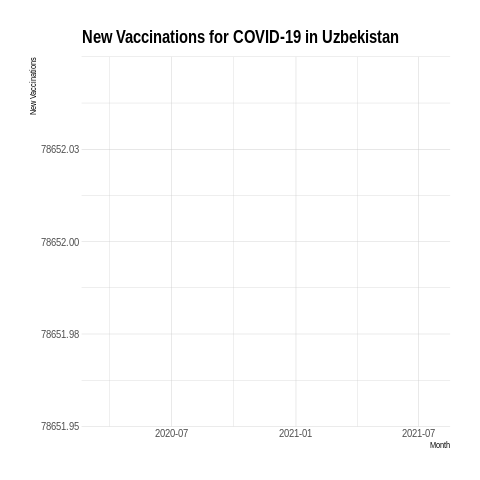 New Vaccinations for COVID-19 in Uzbekistan
New Vaccinations
78652.03
78652.00
78651.98
78651.95
2020-07
2021-01
2021-07
Month